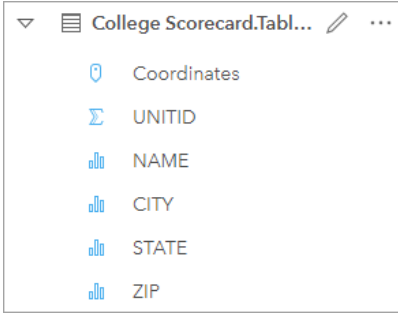 College Scorecard.Tabl...
Coordinates
UNITID
NAME
CITY
STATE
ZIP